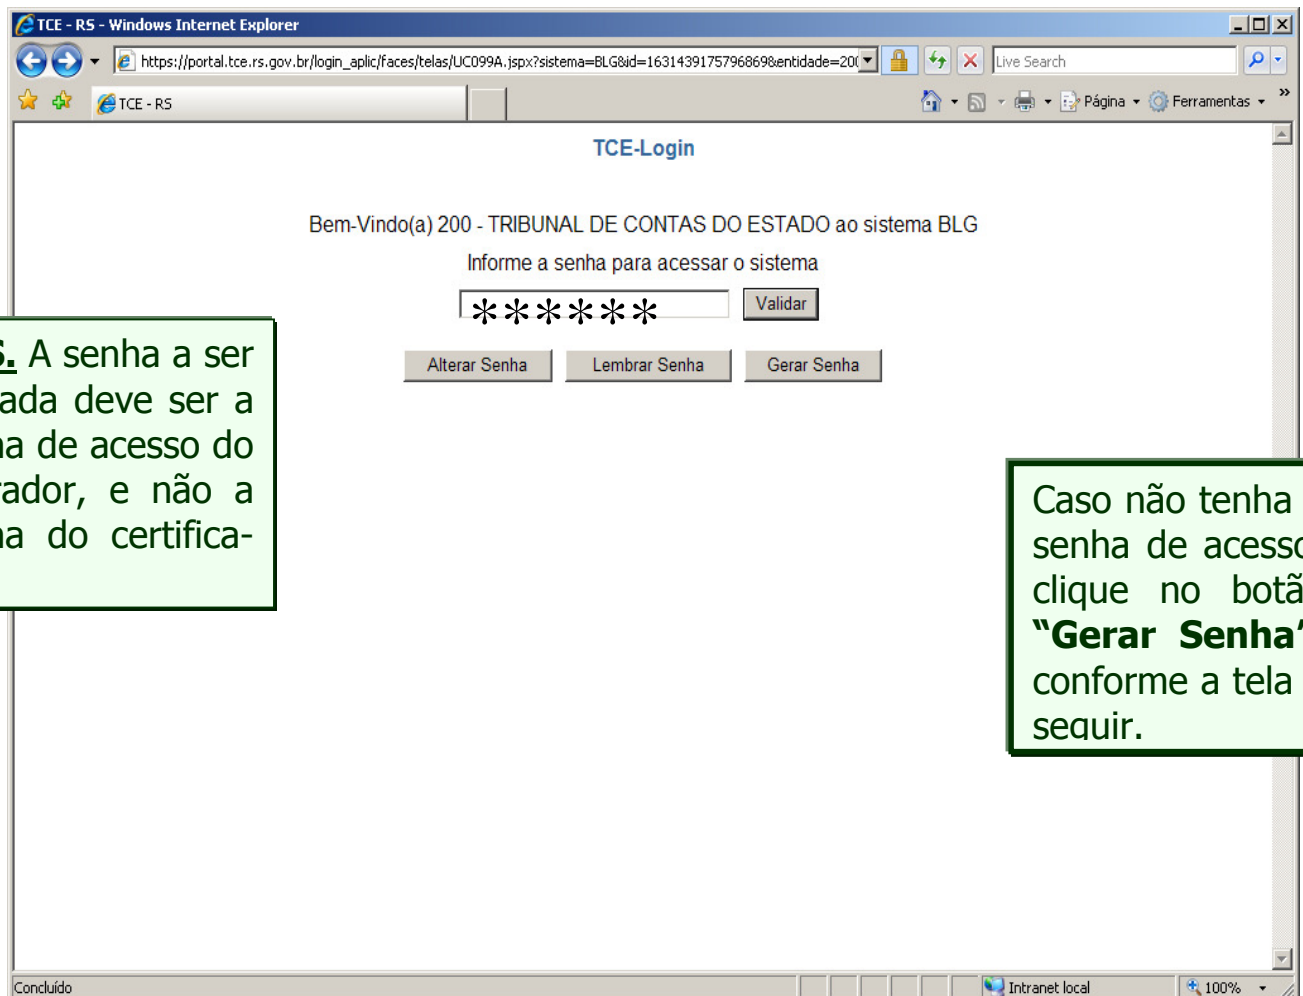 TCE - RS - Windows Internet Explorer
https://portal.tce.rs.gov.br/login_aplic/faces/telas/UC099A.jspx?sistema=BLG&id=1631439175796869&entidade=200
Live Search
TCE - RS
Página
Ferramentas
TCE-Login
Bem-Vindo(a) 200 - TRIBUNAL DE CONTAS DO ESTADO ao sistema BLG
Informe a senha para acessar o sistema
****** Validar
Alterar Senha Lembrar Senha Gerar Senha
S. A senha a ser
ada deve ser a
a de acesso do
rador, e não a
a do certifica-
Caso não tenha
senha de acesso
clique no botã
“Gerar Senha”
conforme a tela
seguir.
Concluído
Intranet local
100%